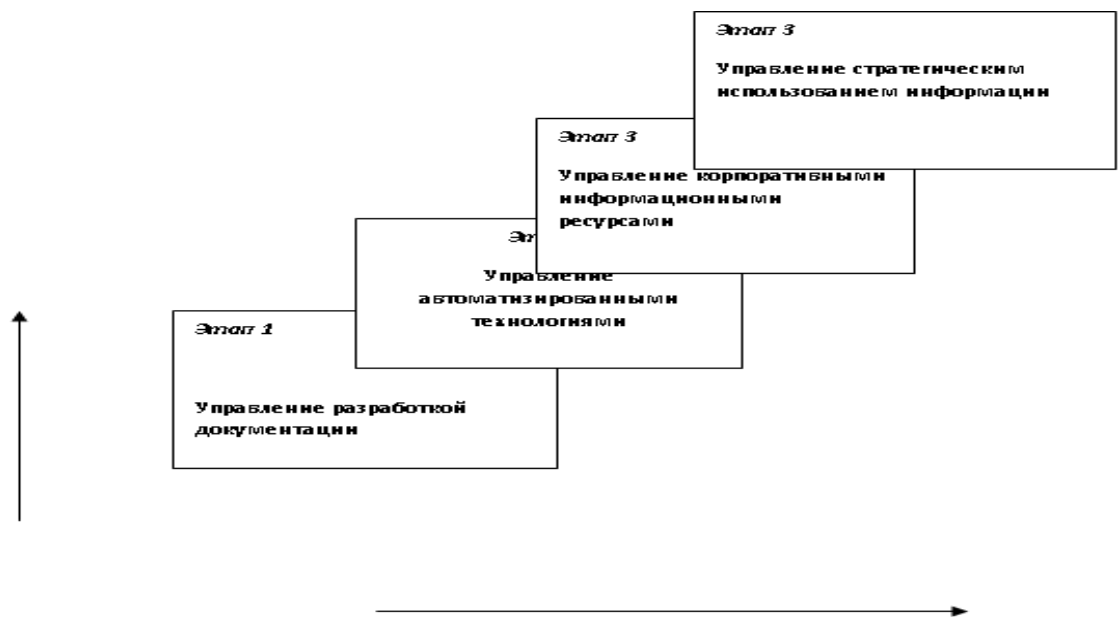 Этап 3
Управление стратегическим
использованием информации
Этап 3
Управление корпоративными
информационными
ресурсами
Управление
автоматизированными
технологиями
Этап 1
Управление разработкой
документации